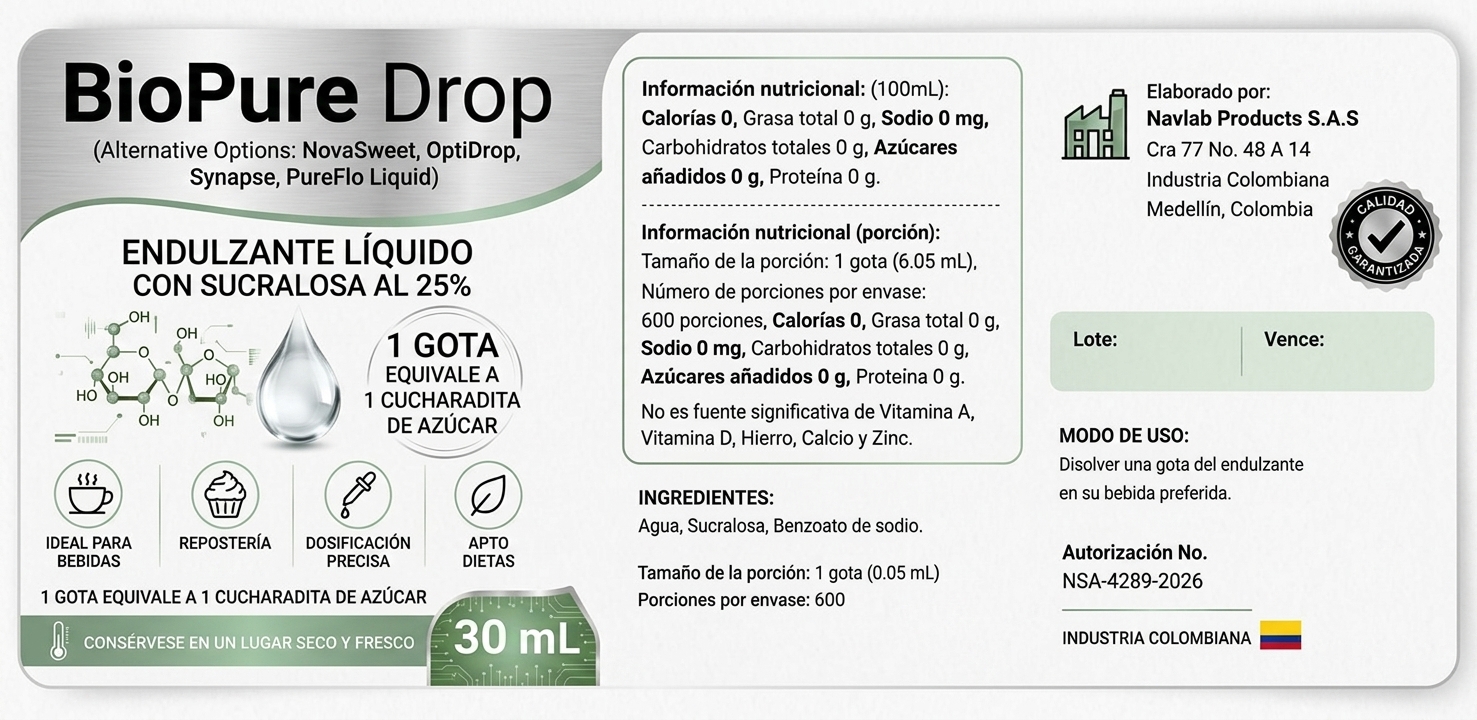 BioPure Drop
(Alternative Options: NovaSweet, OptiDrop,
Synapse, PureFlo Liquid)
ENDULZANTE LÍQUIDO
CON SUCRALOSA AL 25%
OH
OH
O
O
OH
HO
HO
O
OH
OH
1 GOTA
EQUIVALE A
1 CUCHARADITA
DE AZÚCAR
IDEAL PARA
BEBIDAS
REPOSTERÍA
DOSIFICACIÓN
PRECISA
APTO
DIETAS
1 GOTA EQUIVALE A 1 CUCHARADITA DE AZÚCAR
CONSÉRVESE EN UN LUGAR SECO Y FRESCO
30 mL
Información nutricional: (100mL):
Calorías 0, Grasa total 0 g, Sodio 0 mg,
Carbohidratos totales 0 g, Azúcares
añadidos 0 g, Proteína 0 g.
Información nutricional (porción):
Tamaño de la porción: 1 gota (6.05 mL),
Número de porciones por envase:
600 porciones, Calorías 0, Grasa total 0 g,
Sodio 0 mg, Carbohidratos totales 0 g,
Azúcares añadidos 0 g, Proteina 0 g.
No es fuente significativa de Vitamina A,
Vitamina D, Hierro, Calcio y Zinc.
INGREDIENTES:
Agua, Sucralosa, Benzoato de sodio.
Tamaño de la porción: 1 gota (0.05 mL)
Porciones por envase: 600
Elaborado por:
Navlab Products S.A.S
Cra 77 No. 48 A 14
Industria Colombiana
Medellín, Colombia
CALIDAD
GARANTIZADA
Lote:
Vence:
MODO DE USO:
Disolver una gota del endulzante
en su bebida preferida.
Autorización No.
NSA-4289-2026
INDUSTRIA COLOMBIANA